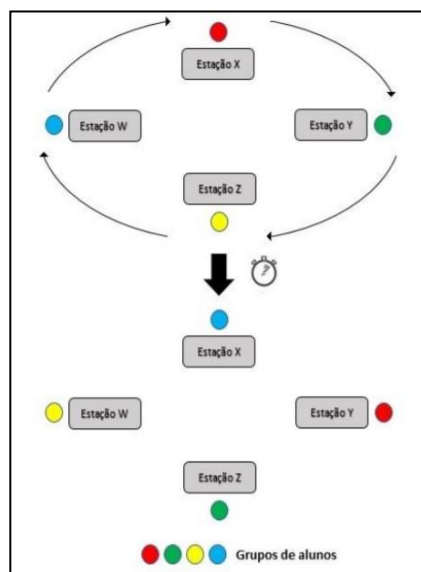 Estação X
Estação W
Estação Y
Estação Z
Estação X
Estação W
Estação Y
Estação Z
Grupos de alunos